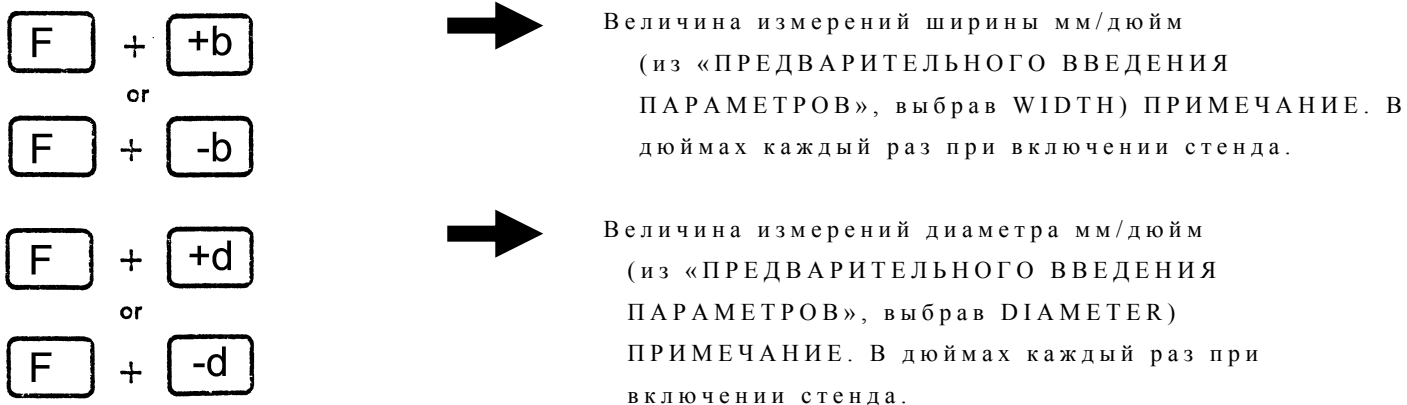 F + +b
or
F + -b
Величина измерений ширины мм/дюйм
(из «ПРЕДВАРИТЕЛЬНОГО ВВЕДЕНИЯ
ПАРАМЕТРОВ», выбрав WIDTH) ПРИМЕЧАНИЕ. В
дюймах каждый раз при включении стенда.
F + +d
or
F + -d
Величина измерений диаметра мм/дюйм
(из «ПРЕДВАРИТЕЛЬНОГО ВВЕДЕНИЯ
ПАРАМЕТРОВ», выбрав DIAMETER)
ПРИМЕЧАНИЕ. В дюймах каждый раз при
включении стенда.